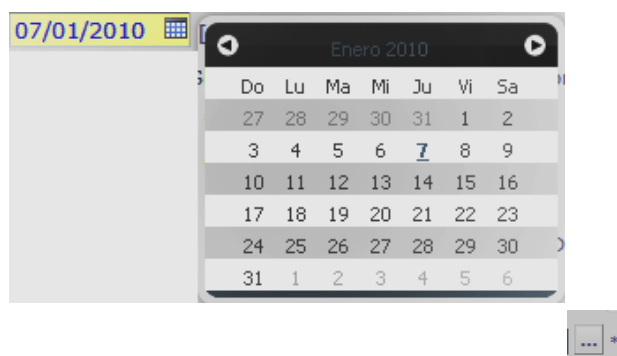 07/01/2010
Enero 2010
Do Lu Ma Mi Ju Vi Sa
27 28 29 30 31 1 2
3 4 5 6 7 8 9
10 11 12 13 14 15 16
17 18 19 20 21 22 23
24 25 26 27 28 29 30
31 1 2 3 4 5 6
... *